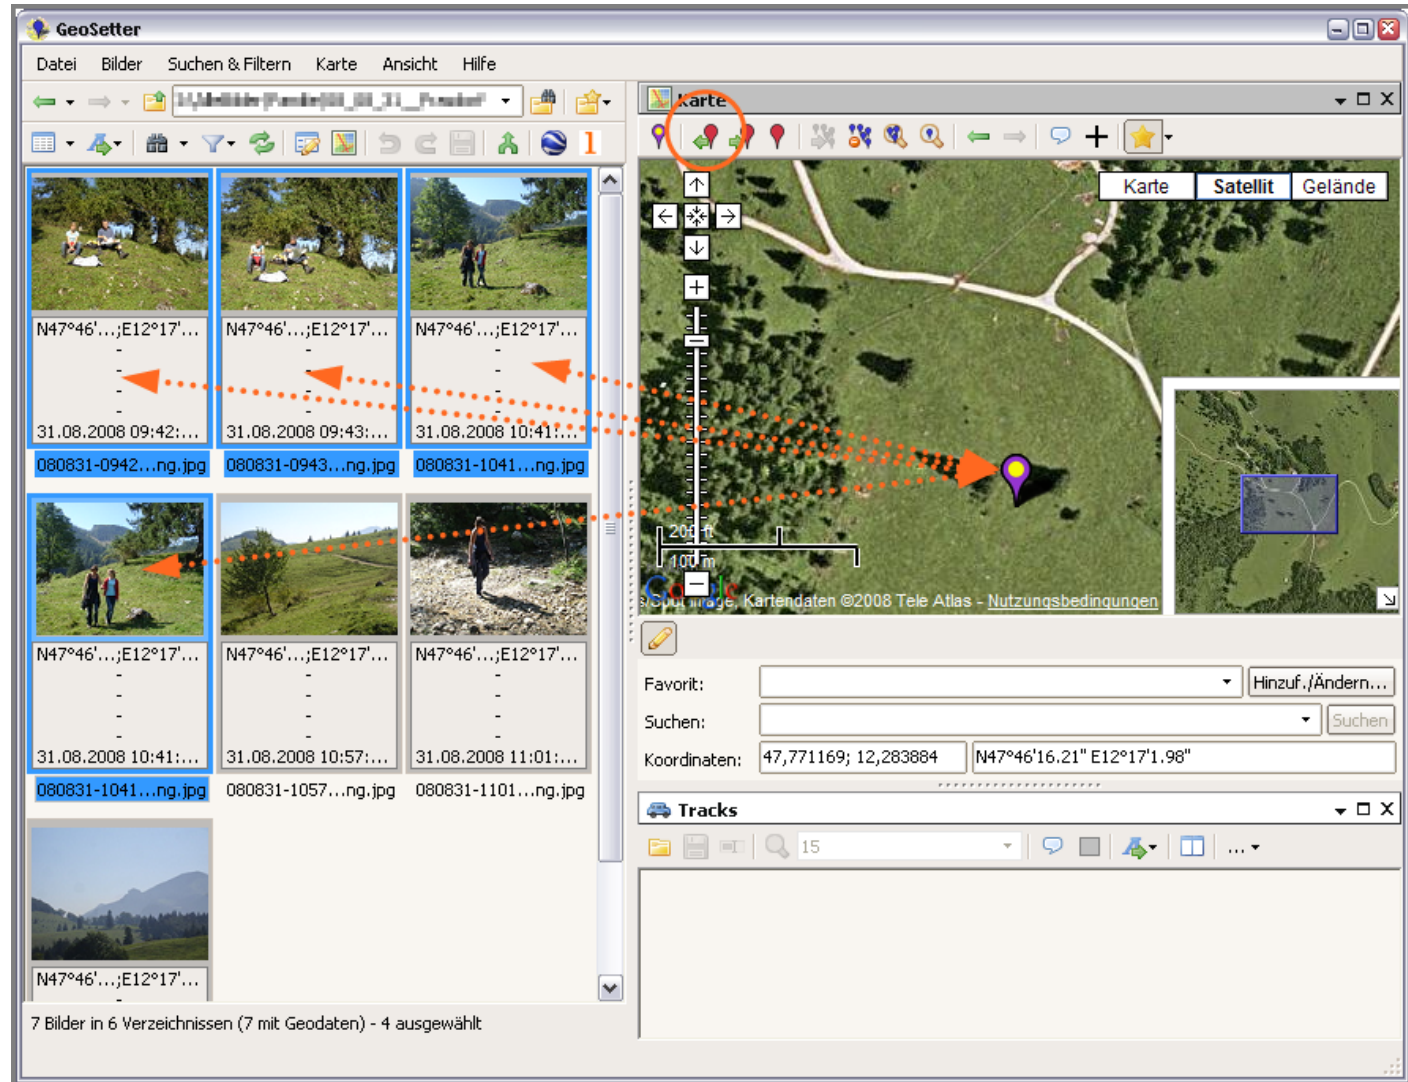 GeoSetter
Datei Bilder Suchen & Filtern Karte Ansicht Hilfe
Karte
Karte Satellit Gelände
N47°46'...;E12°17'... N47°46'...;E12°17'... N47°46'...;E12°17'...
- - -
- - -
- - -
- - -
31.08.2008 09:42:... 31.08.2008 09:43:... 31.08.2008 10:41:...
080831-0942...ng.jpg 080831-0943...ng.jpg 080831-1041...ng.jpg
N47°46'...;E12°17'... N47°46'...;E12°17'... N47°46'...;E12°17'...
- - -
- - -
- - -
- - -
31.08.2008 10:41:... 31.08.2008 10:57:... 31.08.2008 11:01:...
080831-1041...ng.jpg 080831-1057...ng.jpg 080831-1101...ng.jpg
N47°46'...;E12°17'...
-
7 Bilder in 6 Verzeichnissen (7 mit Geodaten) - 4 ausgewählt
200 ft
100 m
Google
Image, Kartendaten ©2008 Tele Atlas - Nutzungsbedingungen
Favorit: Hinzuf./Ändern...
Suchen: Suchen
Koordinaten: 47,771169; 12,283884 N47°46'16.21" E12°17'1.98"
Tracks
15 ...